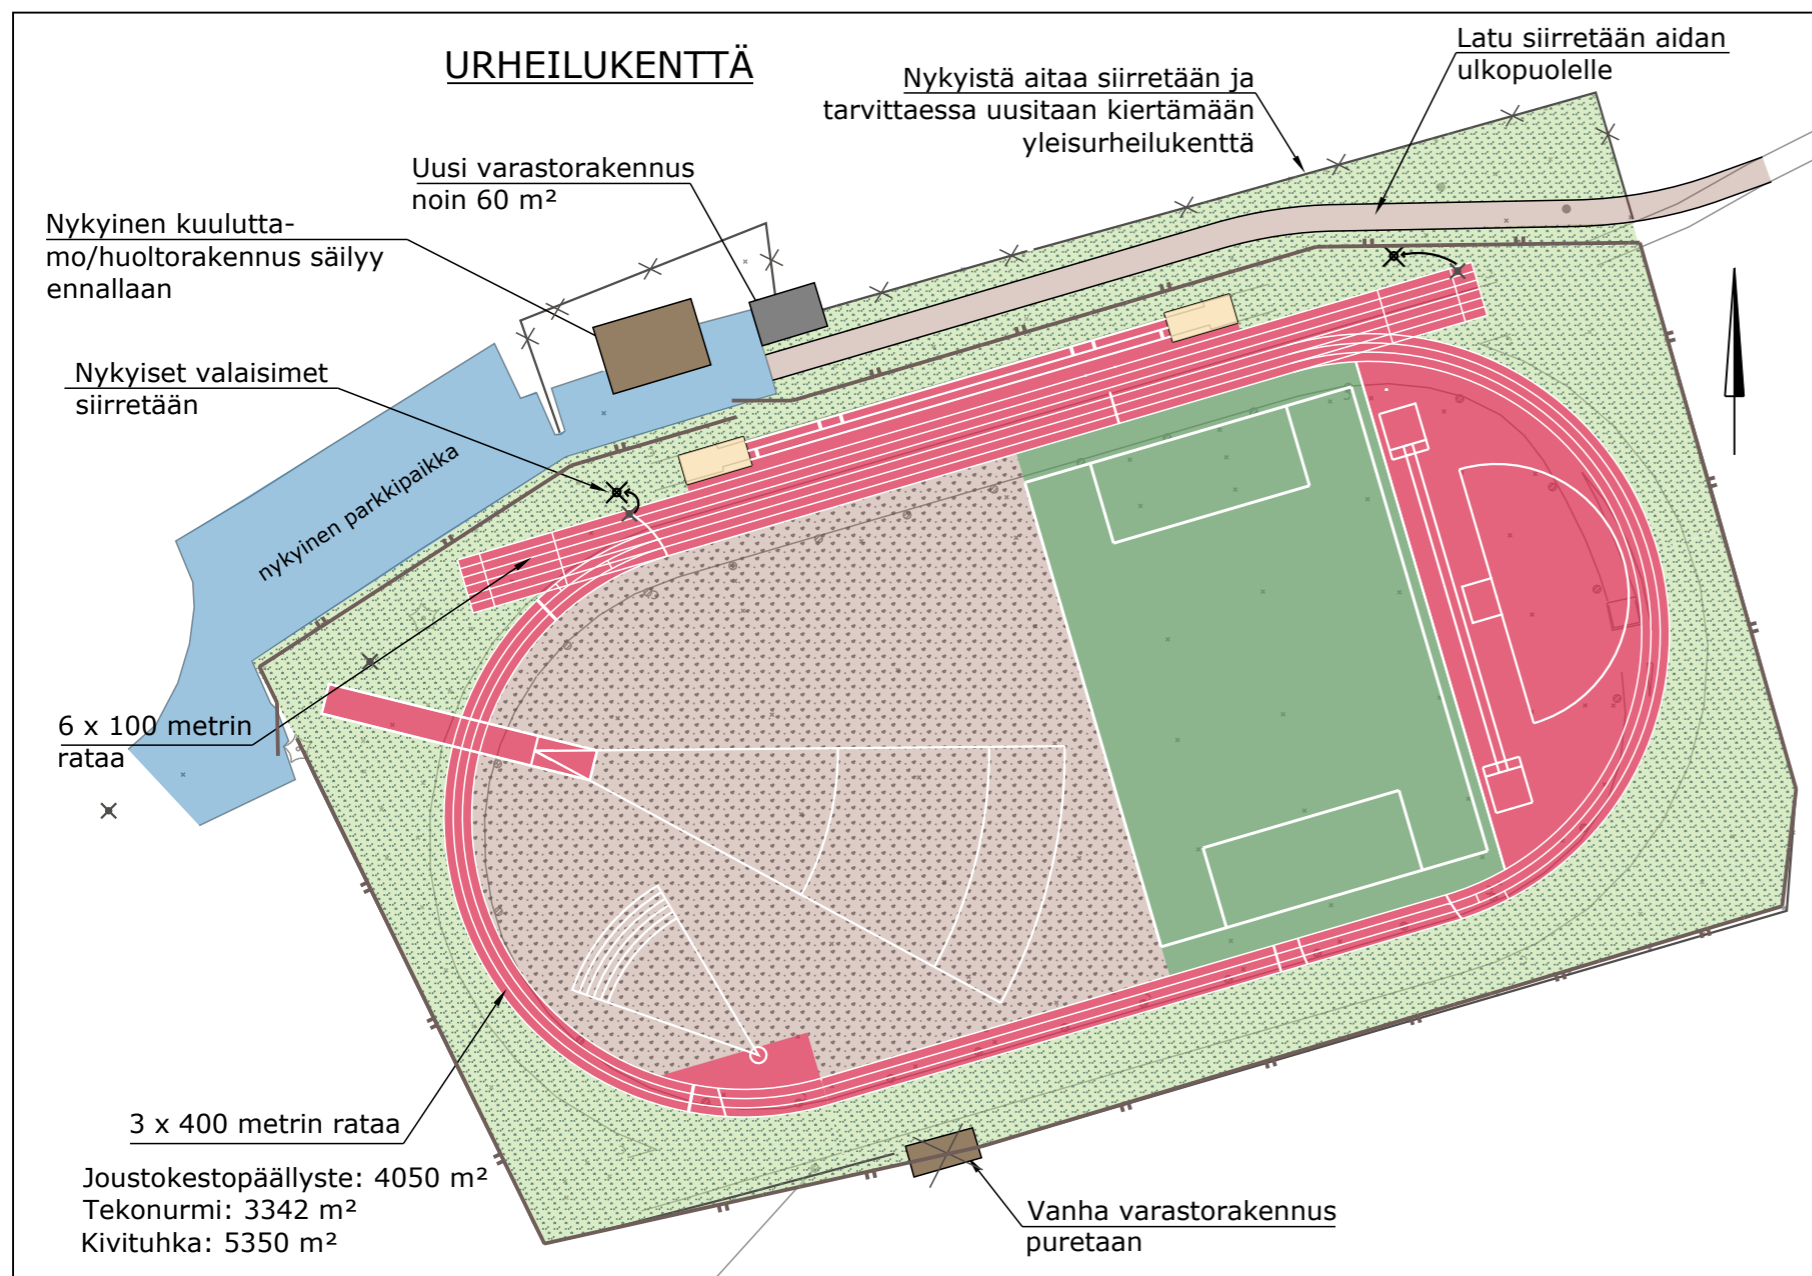 URHEILUKENTTÄ
Latu siirretään aidan
ulkopuolelle
Nykyistä aitaa siirretään ja
tarvittaessa uusitaan kiertämään
yleisurheilukenttä
Uusi varastorakennus
noin 60 m²
Nykyinen kuulutta-
mo/huoltorakennus säilyy
ennallaan
Nykyiset valaisimet
siirretään
nykyinen parkkipaikka
6 x 100 metrin
rataa
3 x 400 metrin rataa
Joustokestopäällyste: 4050 m²
Tekonurmi: 3342 m²
Kivituhka: 5350 m²
Vanha varastorakennus
puretaan